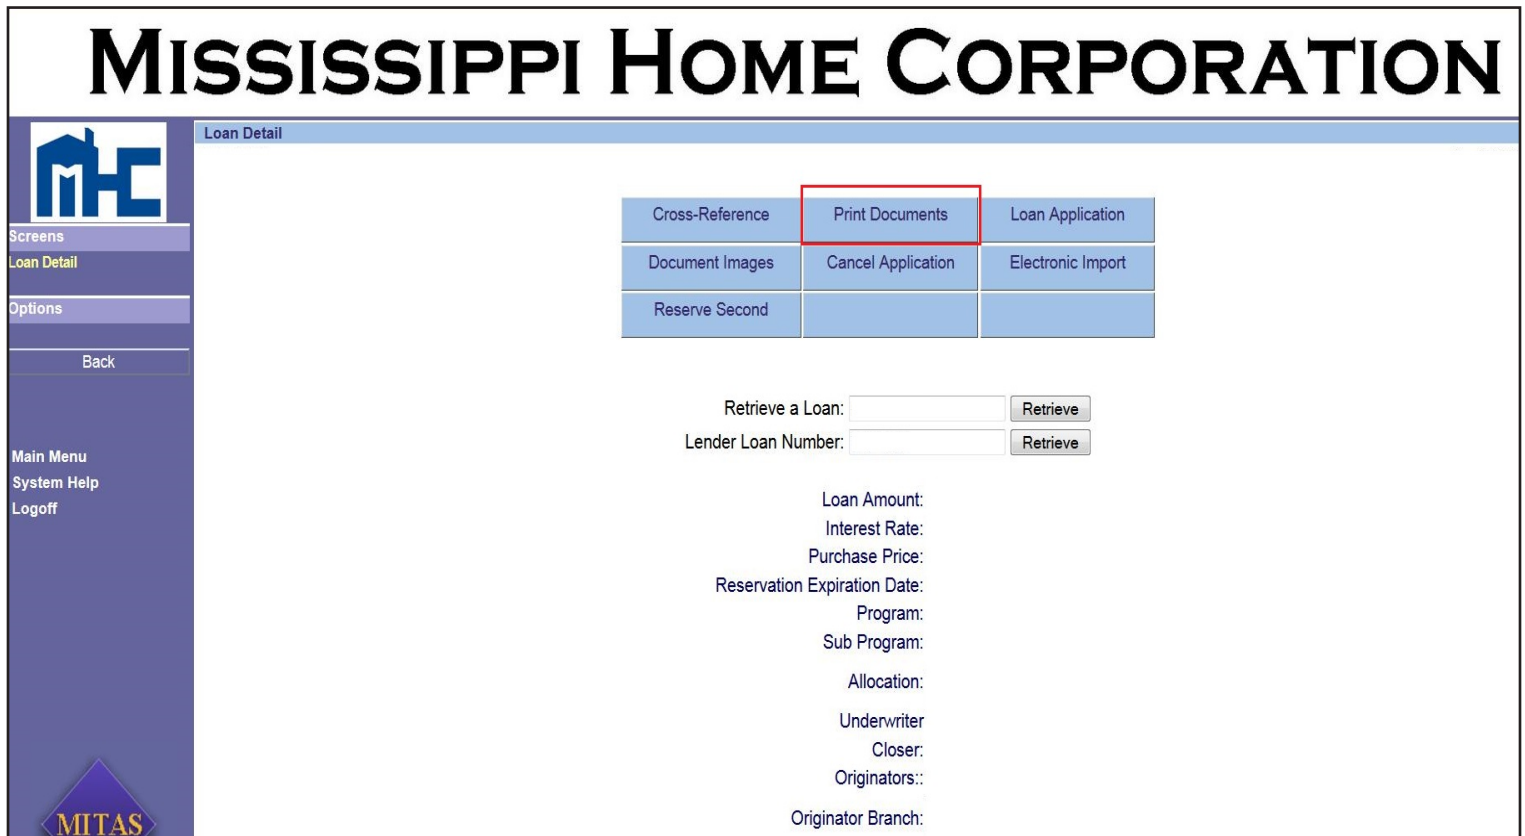 MISSISSIPPI HOME CORPORATION
MHC
Loan Detail
Screens
Loan Detail
Options
Back
Main Menu
System Help
Logoff
MITAS
Cross-Reference Print Documents Loan Application
Document Images Cancel Application Electronic Import
Reserve Second
Retrieve a Loan: Retrieve
Lender Loan Number: Retrieve
Loan Amount:
Interest Rate:
Purchase Price:
Reservation Expiration Date:
Program:
Sub Program:
Allocation:
Underwriter
Closer:
Originators::
Originator Branch: